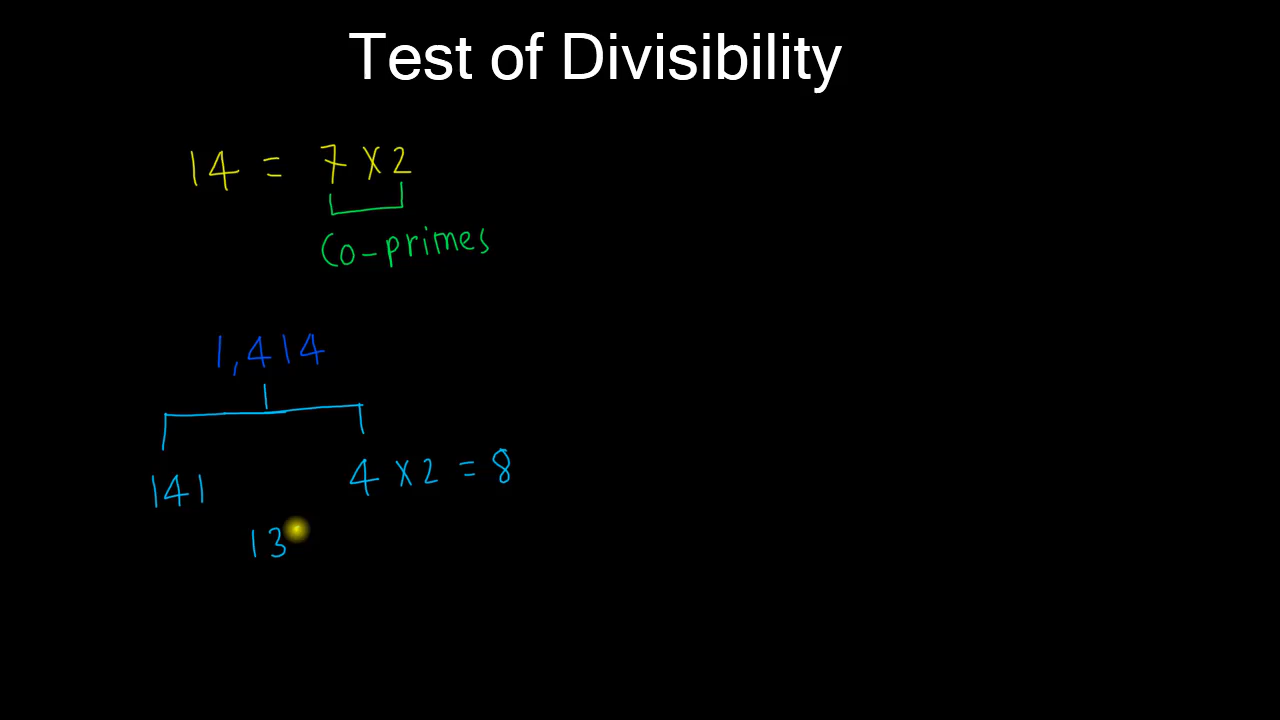 Test of Divisibility
14 = 7 X 2
Co-primes
1,414
141 4 X 2 = 8
13